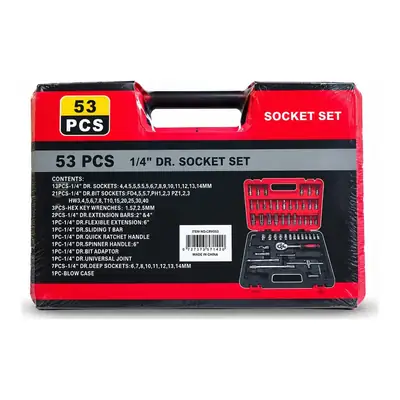 53
PCS
SOCKET SET
53 PCS 1/4" DR. SOCKET SET
CONTENTS:
13PCS-1/4" DR. SOCKETS: 4,4.5,5,5.5,6,7,8,9,10,11,12,13,14MM
21PCS-1/4" DR.BIT SOCKETS: FD4,5.5,7,PH1,2,3 PZ1,2,3
HW3,4,5,6,7,8, T10,15,20,25,30,40
3PCS-HEX KEY WRENCHES: 1.5,2,2.5MM
2PCS-1/4" DR.EXTENSION BARS: 2" &4"
1PC-1/4" DR.FLEXIBLE EXTENSION: 6"
1PC-1/4" DR.SLIDING T BAR
1PC-1/4" DR.QUICK RATCHET HANDLE
1PC-1/4" DR.SPINNER HANDLE: 6"
1PC-1/4" DR.BIT ADAPTOR
1PC-1/4" DR.UNIVERSAL JOINT
7PCS-1/4" DR.DEEP SOCKETS: 6,7,8,10,11,12,13,14MM
1PC-BLOW CASE
MADE IN CHINA